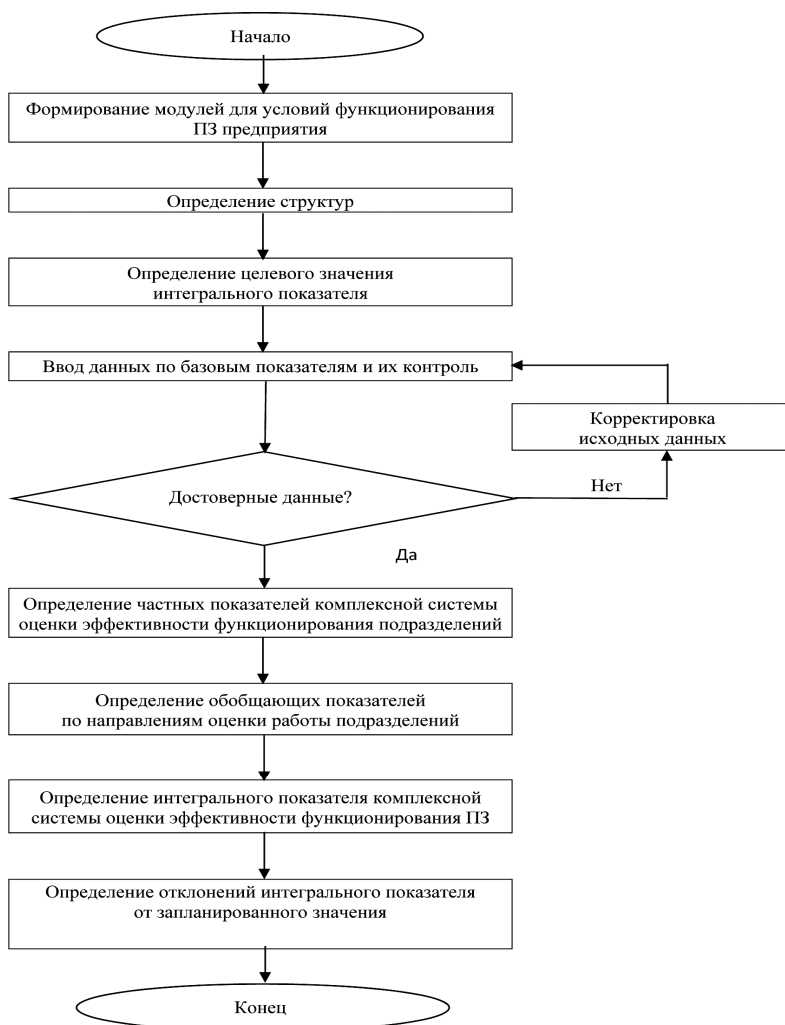 Начало
Формирование модулей для условий функционирования
ПЗ предприятия
Определение структур
Определение целевого значения
интегрального показателя
Ввод данных по базовым показателям и их контроль
Корректировка
исходных данных
Достоверные данные?
Нет
Да
Определение частных показателей комплексной системы
оценки эффективности функционирования подразделений
Определение обобщающих показателей
по направлениям оценки работы подразделений
Определение интегрального показателя комплексной
системы оценки эффективности функционирования ПЗ
Определение отклонений интегрального показателя
от запланированного значения
Конец